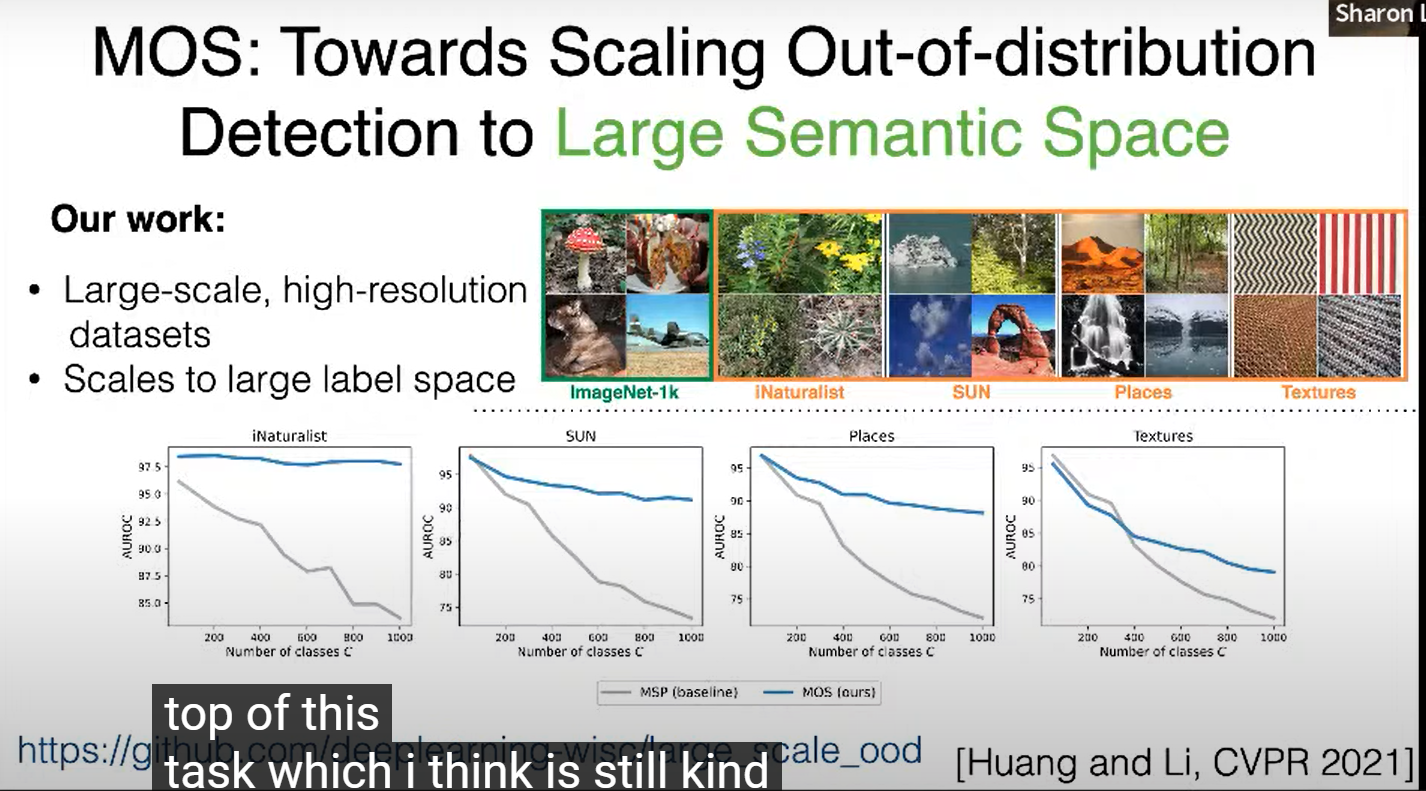 Sharon
MOS: Towards Scaling Out-of-distribution
Detection to Large Semantic Space
Our work:
• Large-scale, high-resolution
datasets
• Scales to large label space
ImageNet-1k
iNaturalist
SUN
Places
Textures
iNaturalist
97.5
95.0
92.5
90.0
87.5
85.0
AUROC
200 400 600 800 1000
Number of classes C
SUN
95
90
85
80
75
AUROC
200 400 600 800 1000
Number of classes C
Places
95
90
85
80
75
AUROC
200 400 600 800 1000
Number of classes C
Textures
95
90
85
80
75
AUROC
200 400 600 800 1000
Number of classes C
MSP (baseline) MOS (ours)
top of this
https://github.com/deeplearning-wisc/large_scale_ood
task which i think is still kind
[Huang and Li, CVPR 2021]